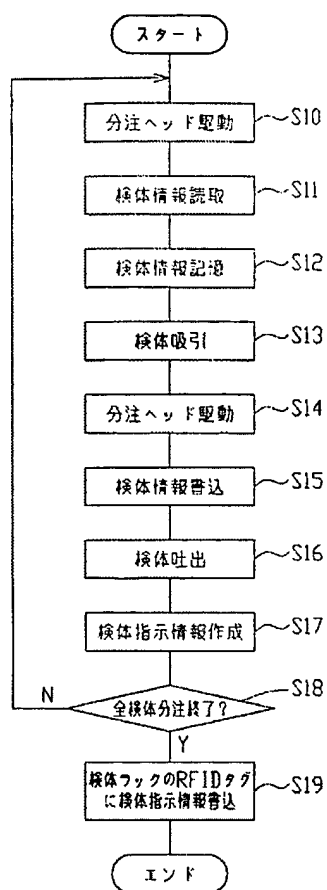 スタート
分注ヘッド駆動
S10
検体情報読取
S11
検体情報記憶
S12
検体吸引
S13
分注ヘッド駆動
S14
検体情報書込
S15
検体吐出
S16
検体指示情報作成
S17
全検体分注終了?
S18
N
Y
検体ラックのRFIDタグ
に検体指示情報書込
S19
エンド